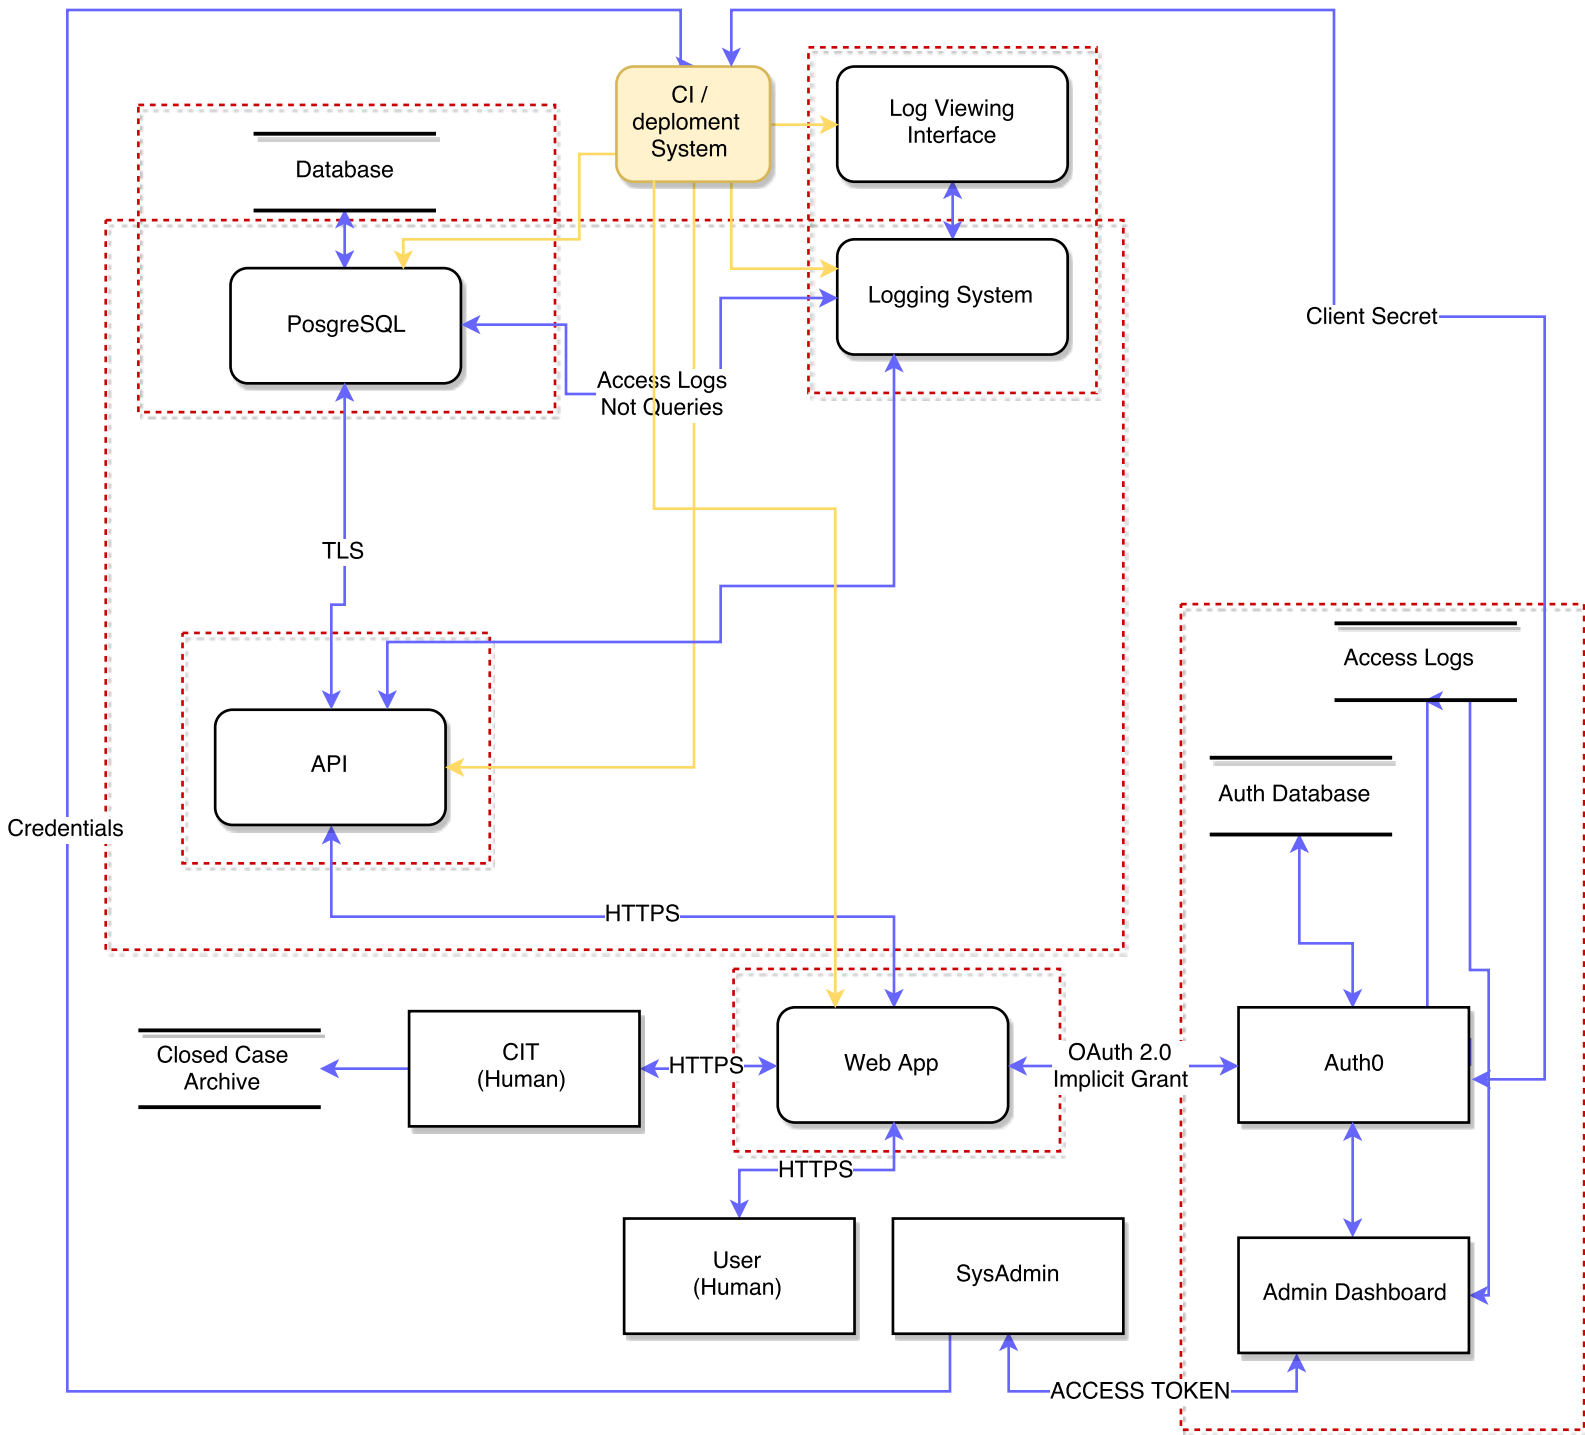 CI /
deploment
System
Log Viewing
Interface
Database
Logging System
PosgreSQL
Client Secret
Access Logs
Not Queries
TLS
Access Logs
API
Auth Database
Credentials
HTTPS
Closed Case
Archive
CIT
(Human)
HTTPS
Web App
OAuth 2.0
Implicit Grant
Auth0
HTTPS
User
(Human)
SysAdmin
Admin Dashboard
ACCESS TOKEN